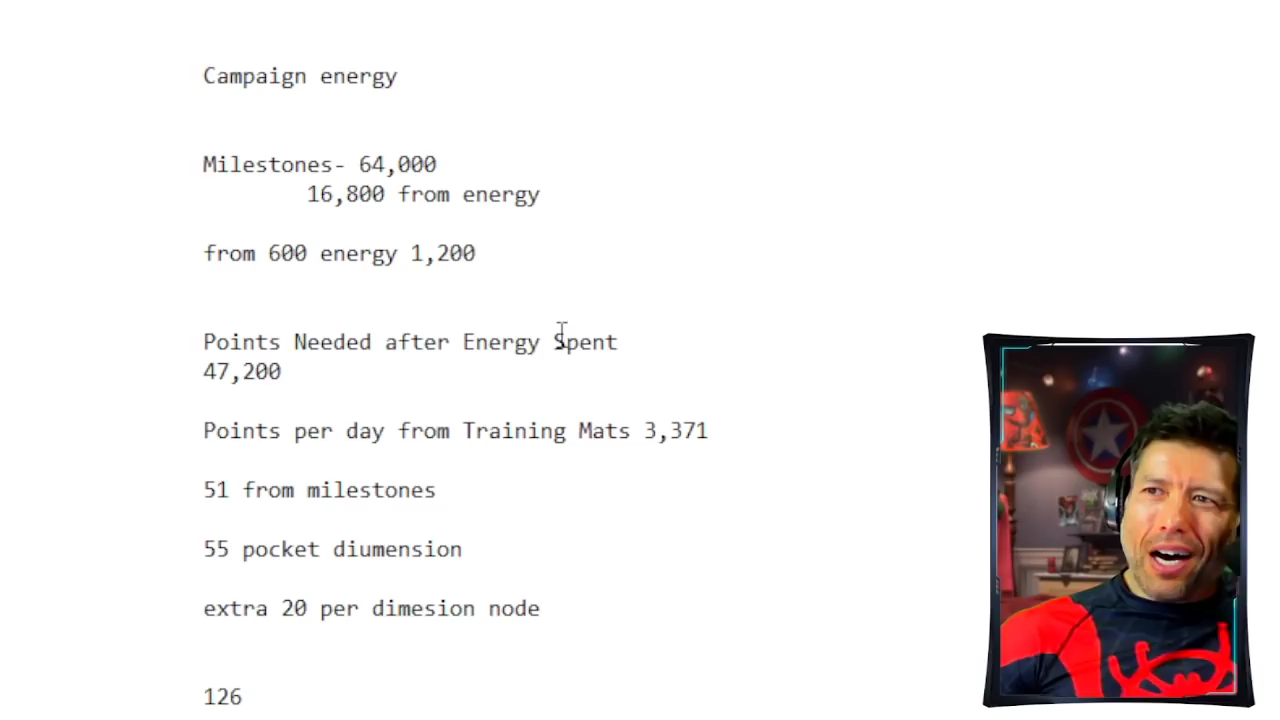 Campaign energy
Milestones- 64,000
16,800 from energy
from 600 energy 1,200
Points Needed after Energy Spent
47,200
Points per day from Training Mats 3,371
51 from milestones
55 pocket diumension
extra 20 per dimesion node
126